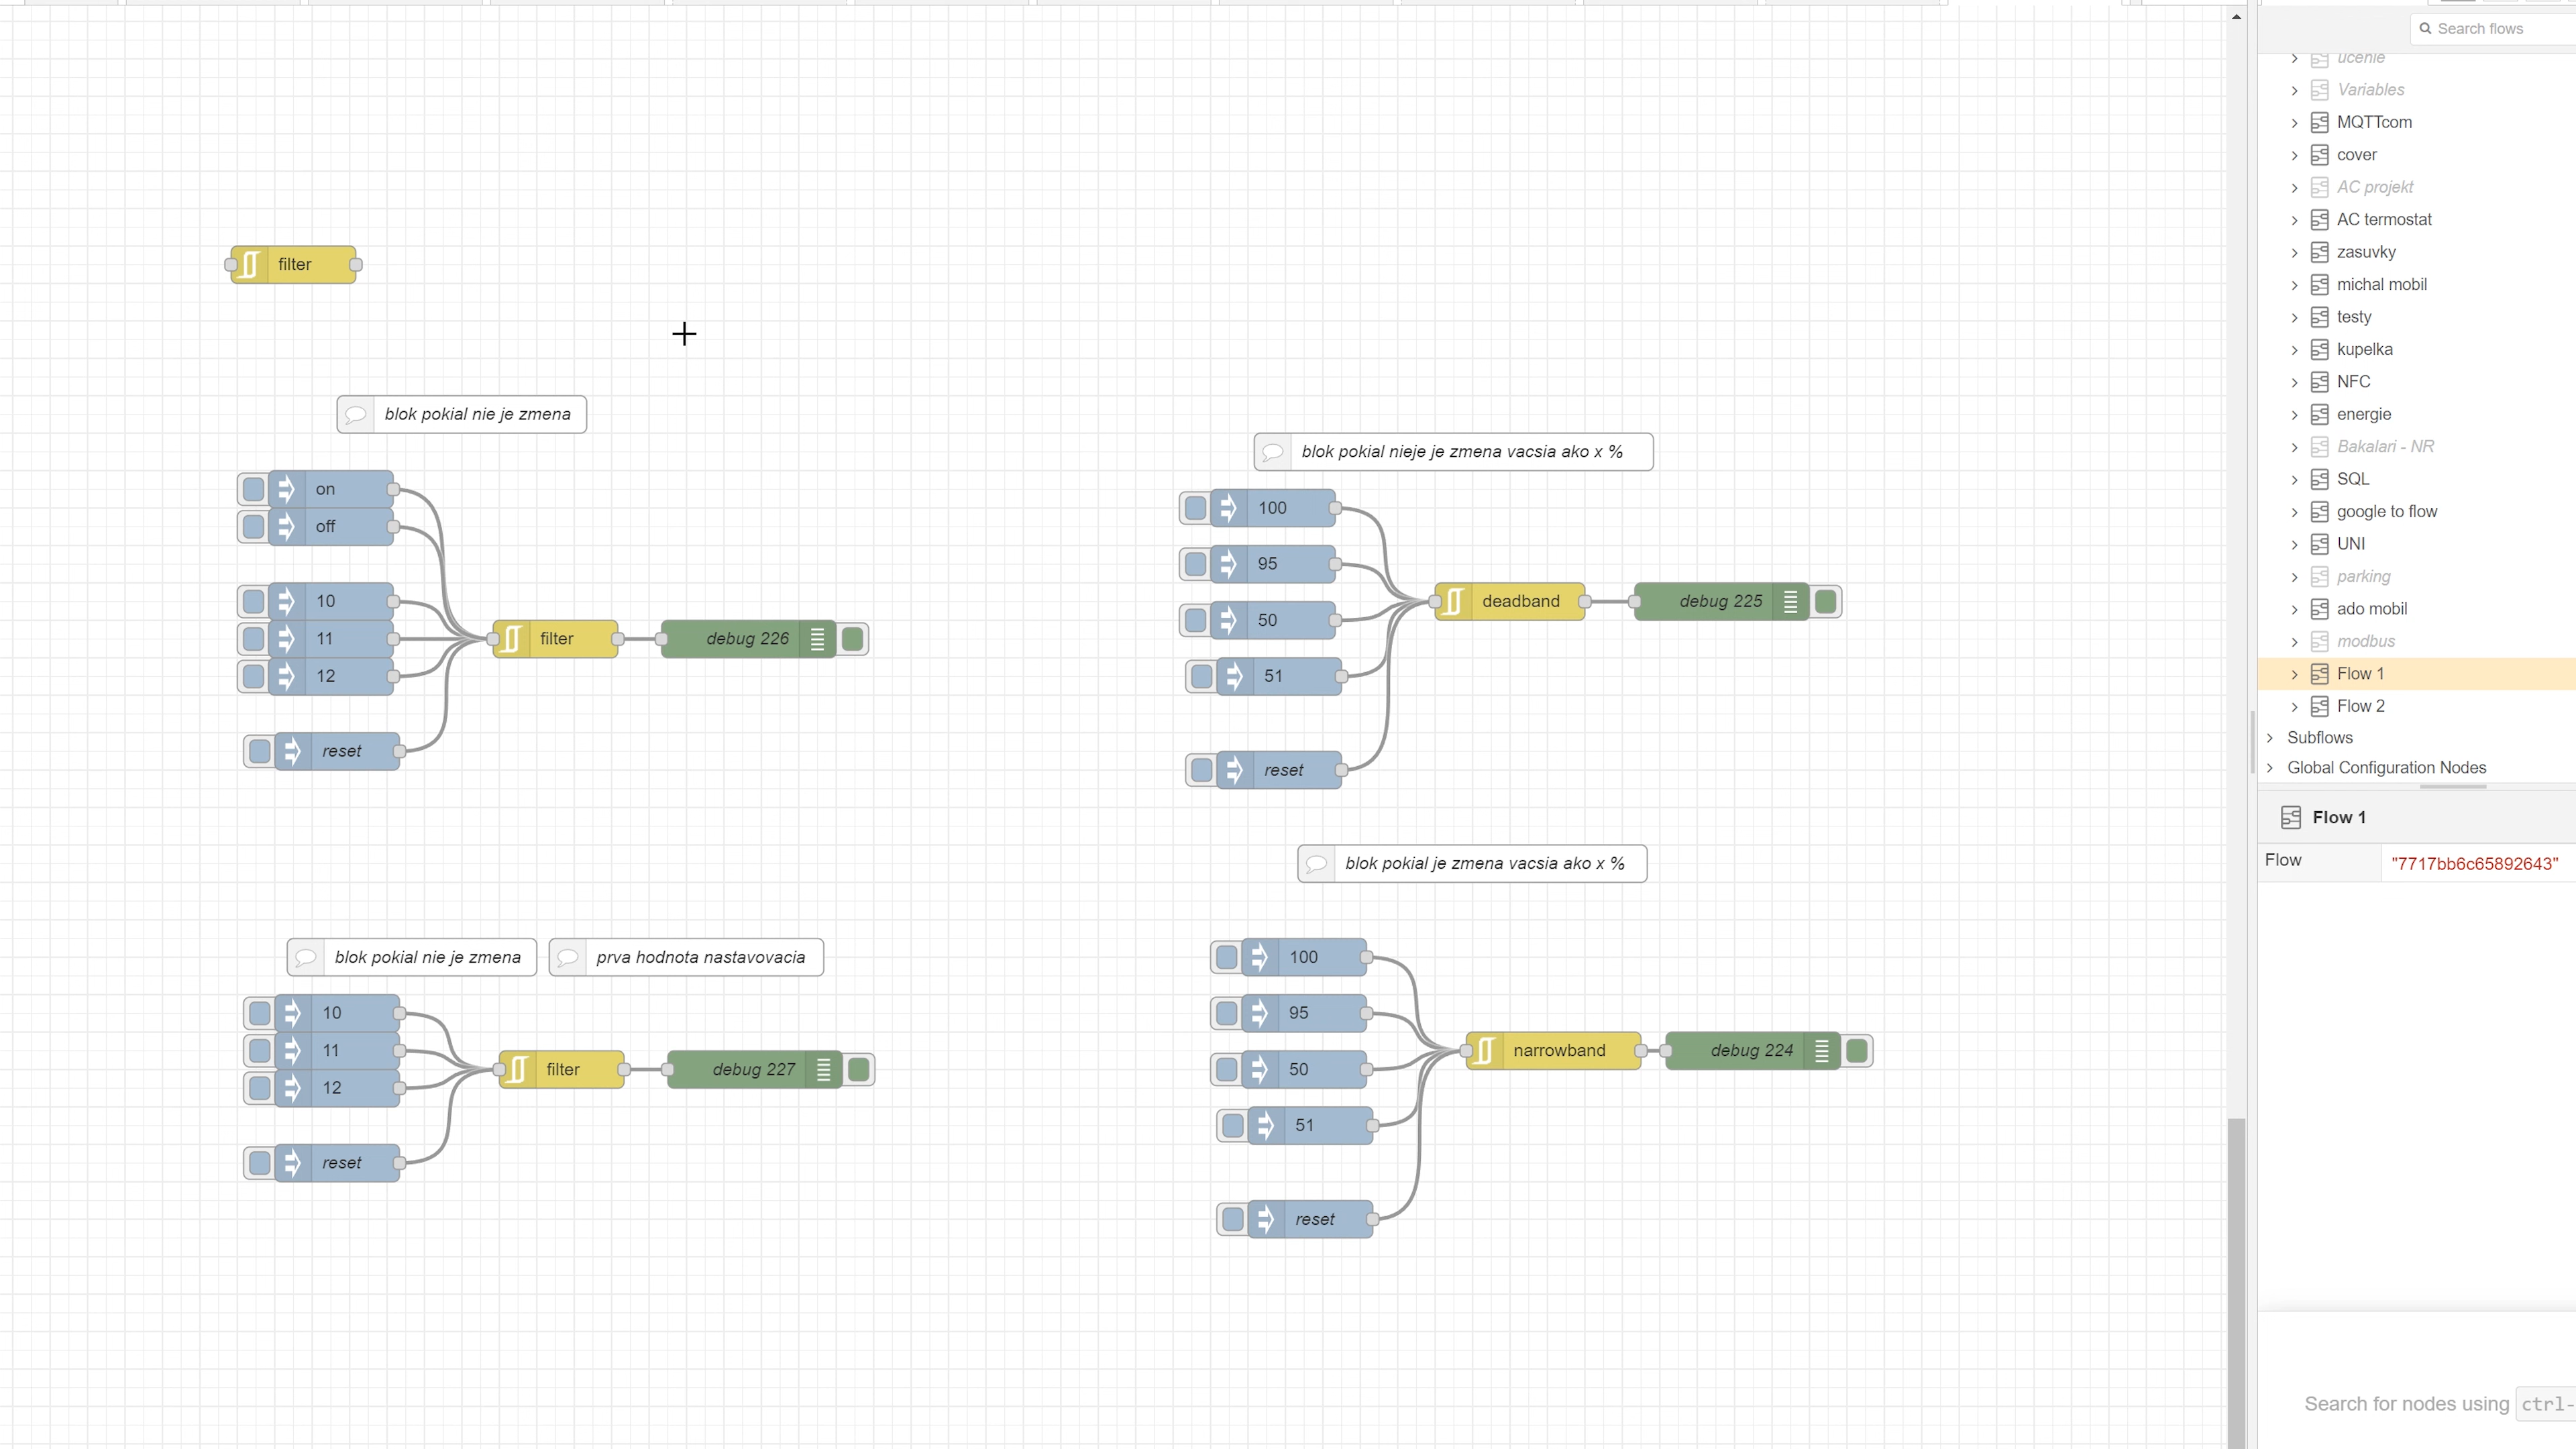 filter
blok pokial nie je zmena
on
off
10
11
12
reset
filter
debug 226
blok pokial nieje je zmena vacsia ako x %
100
95
50
51
reset
deadband
debug 225
blok pokial nie je zmena
prva hodnota nastavovacia
10
11
12
reset
filter
debug 227
blok pokial je zmena vacsia ako x %
100
95
50
51
reset
narrowband
debug 224
Search flows
ucenie
Variables
MQTTcom
cover
AC projekt
AC termostat
zasuvky
michal mobil
testy
kupelka
NFC
energie
Bakalari - NR
SQL
google to flow
UNI
parking
ado mobil
modbus
Flow 1
Flow 2
Subflows
Global Configuration Nodes
Flow 1
Flow "7717bb6c65892643"
Search for nodes using ctrl-